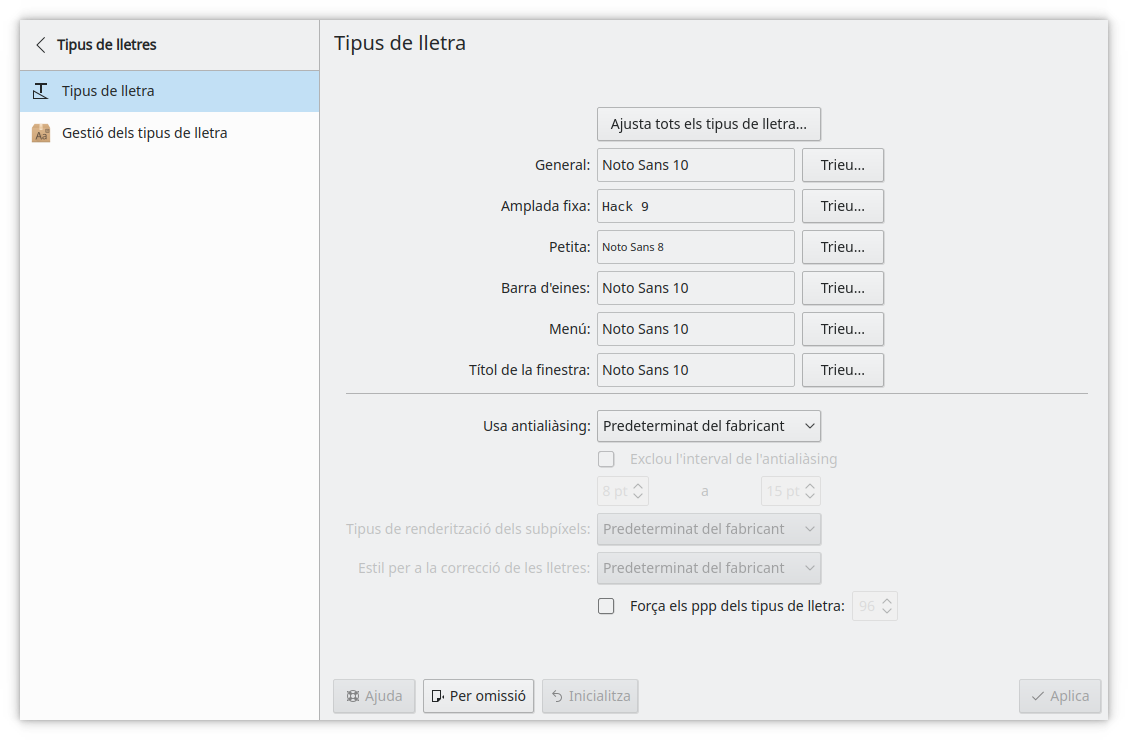 Tipus de lletres
Tipus de lletra
Gestió dels tipus de lletra
Tipus de lletra
Ajusta tots els tipus de lletra...
General: Noto Sans 10 Trieu...
Amplada fixa: Hack 9 Trieu...
Petita: Noto Sans 8 Trieu...
Barra d'eines: Noto Sans 10 Trieu...
Menú: Noto Sans 10 Trieu...
Títol de la finestra: Noto Sans 10 Trieu...
Usa antialiàsing: Predeterminat del fabricant
Exclou l'interval de l'antialiàsing
8 pt a 15 pt
Tipus de renderització dels subpíxels: Predeterminat del fabricant
Estil per a la correcció de les lletres: Predeterminat del fabricant
Força els ppp dels tipus de lletra: 96
Ajuda Per omissió Inicialitza Aplica